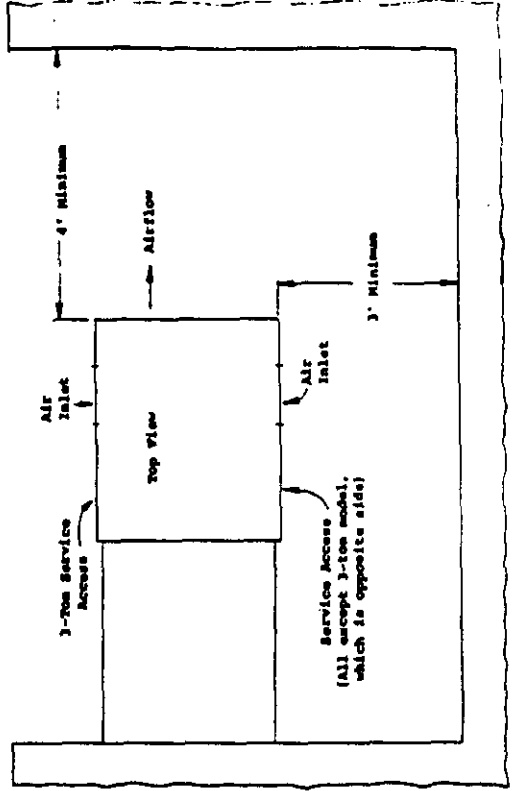 4' Minimum
Airflow
3' Minimum
Air
Inlet
Air
Inlet
Top View
3-Ton Service
Access
Service Access
(All except 3-ton model,
which is opposite side)